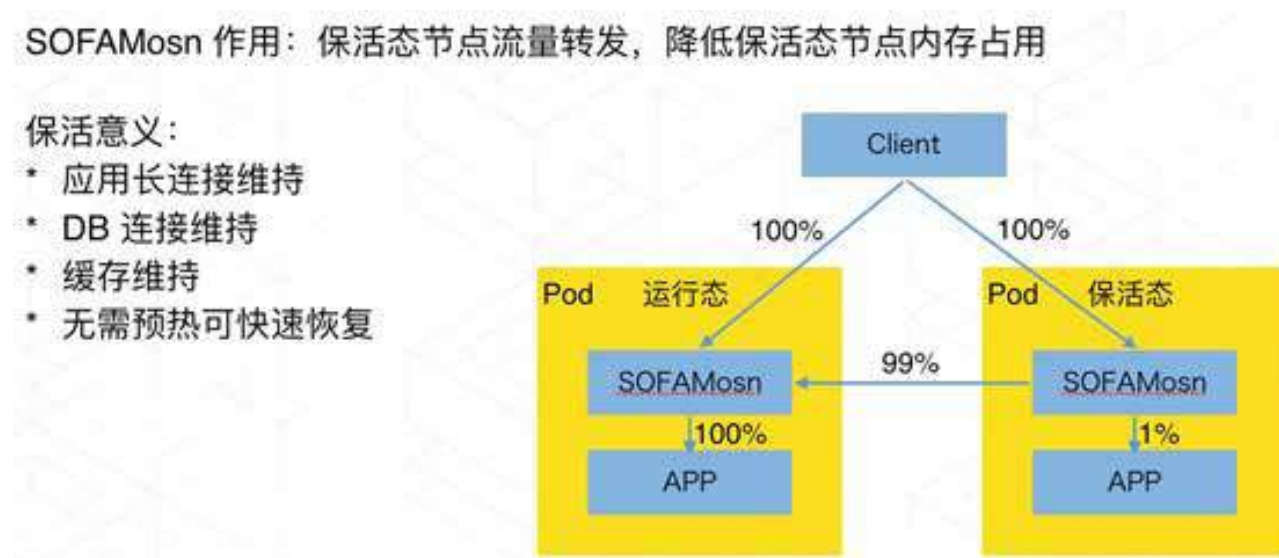 SOFAMosn 作用：保活态节点流量转发，降低保活态节点内存占用
保活意义：
* 应用长连接维持
* DB 连接维持
* 缓存维持
* 无需预热可快速恢复
Client
100%
100%
Pod 运行态
Pod 保活态
SOFAMosn
99%
SOFAMosn
100%
1%
APP
APP